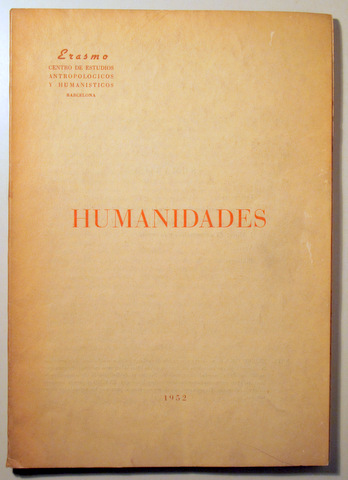 Erasmo
CENTRO DE ESTUDIOS
ANTROPOLOGICOS
Y HUMANISTICOS
BARCELONA
HUMANIDADES
1952